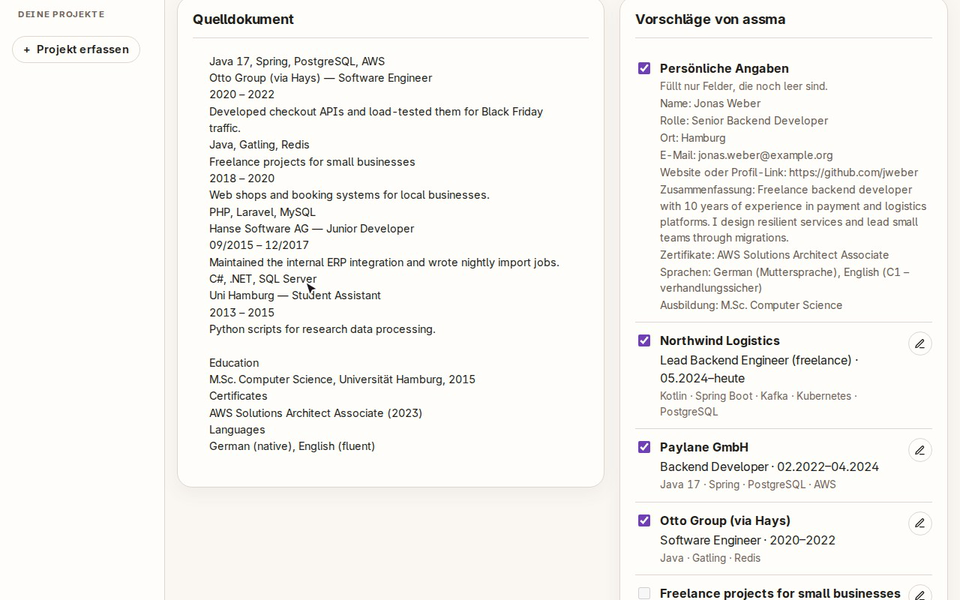 DEINE PROJEKTE
+ Projekt erfassen
Quelldokument
Java 17, Spring, PostgreSQL, AWS
Otto Group (via Hays) — Software Engineer
2020 – 2022
Developed checkout APIs and load-tested them for Black Friday
traffic.
Java, Gatling, Redis
Freelance projects for small businesses
2018 – 2020
Web shops and booking systems for local businesses.
PHP, Laravel, MySQL
Hanse Software AG — Junior Developer
09/2015 – 12/2017
Maintained the internal ERP integration and wrote nightly import jobs.
C#, .NET, SQL Server
Uni Hamburg — Student Assistant
2013 – 2015
Python scripts for research data processing.
Education
M.Sc. Computer Science, Universität Hamburg, 2015
Certificates
AWS Solutions Architect Associate (2023)
Languages
German (native), English (fluent)
Vorschläge von assma
Persönliche Angaben
Füllt nur Felder, die noch leer sind.
Name: Jonas Weber
Rolle: Senior Backend Developer
Ort: Hamburg
E-Mail: jonas.weber@example.org
Website oder Profil-Link: https://github.com/jweber
Zusammenfassung: Freelance backend developer
with 10 years of experience in payment and logistics
platforms. I design resilient services and lead small
teams through migrations.
Zertifikate: AWS Solutions Architect Associate
Sprachen: German (Muttersprache), English (C1 –
verhandlungssicher)
Ausbildung: M.Sc. Computer Science
Northwind Logistics
Lead Backend Engineer (freelance) ·
05.2024–heute
Kotlin · Spring Boot · Kafka · Kubernetes ·
PostgreSQL
Paylane GmbH
Backend Developer · 02.2022–04.2024
Java 17 · Spring · PostgreSQL · AWS
Otto Group (via Hays)
Software Engineer · 2020–2022
Java · Gatling · Redis
Freelance projects for small businesses